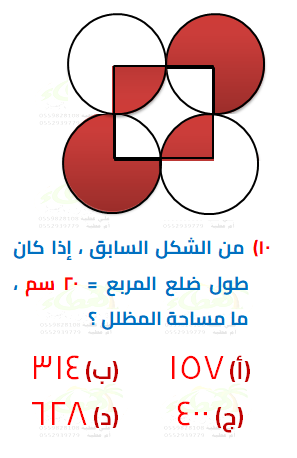 ١٠) من الشكل السابق ، إذا كان
طول ضلع المربع = ٢٠ سم ،
ما مساحة المظلل ؟
(أ) ١٥٧ (ب) ٣١٤
(ج) ٤٠٠ (د) ٦٢٨